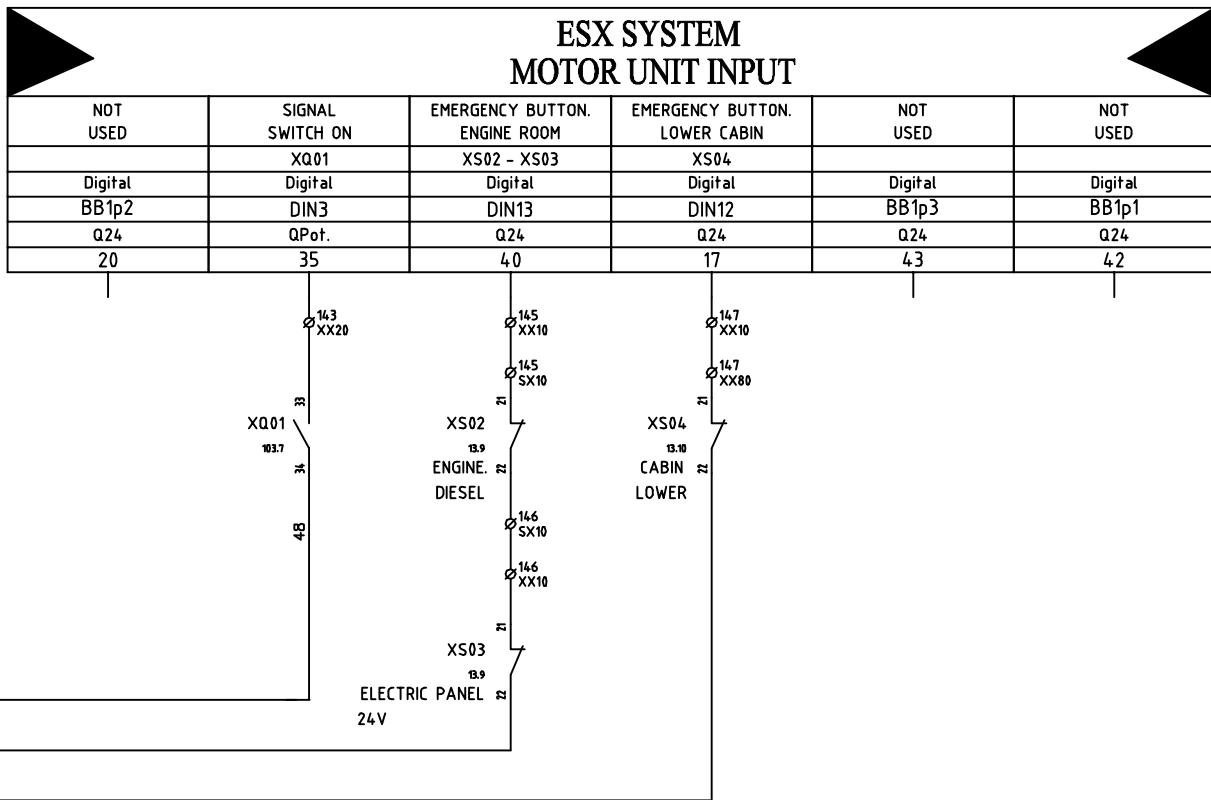 ESX SYSTEM
MOTOR UNIT INPUT
NOT SIGNAL EMERGENCY BUTTON. EMERGENCY BUTTON. NOT NOT
USED SWITCH ON ENGINE ROOM LOWER CABIN USED USED
XQ01 XS02 - XS03 XS04
Digital Digital Digital Digital Digital Digital
BB1p2 DIN3 DIN13 DIN12 BB1p3 BB1p1
Q24 QPot. Q24 Q24 Q24 Q24
20 35 40 17 43 42
143 145 147
XX20 XX10 XX10
145 147
SX10 XX80
33 21 21
XQ01 XS02 XS04
103.7 13.9 13.10
34 ENGINE. 22 CABIN 22
DIESEL LOWER
48
146
SX10
146
XX10
21
XS03
13.9
ELECTRIC PANEL 22
24V